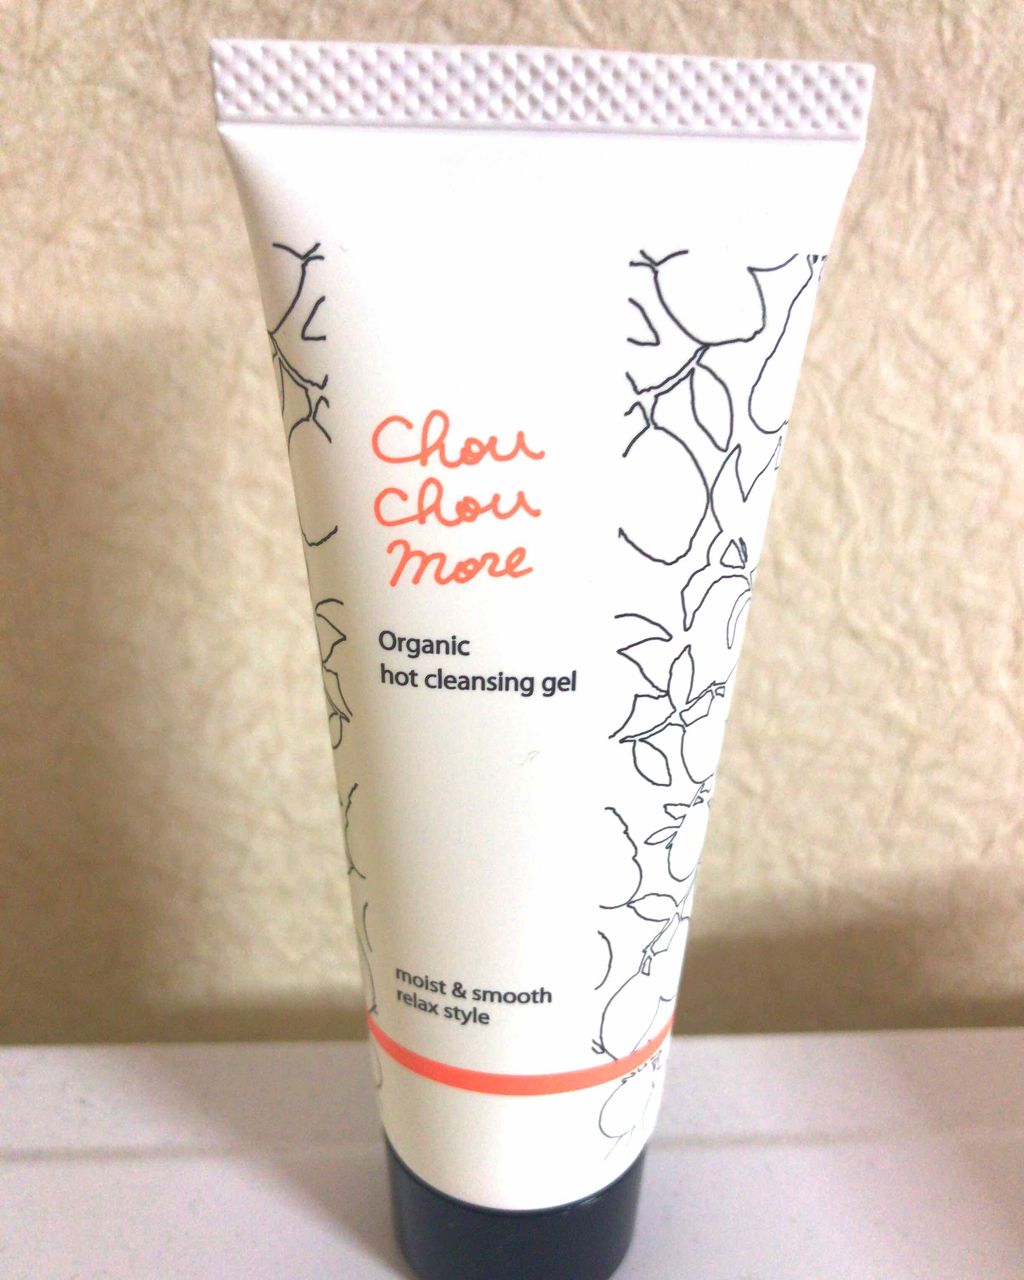 Chou
Chou
more
Organic
hot cleansing gel
moist & smooth
relax style